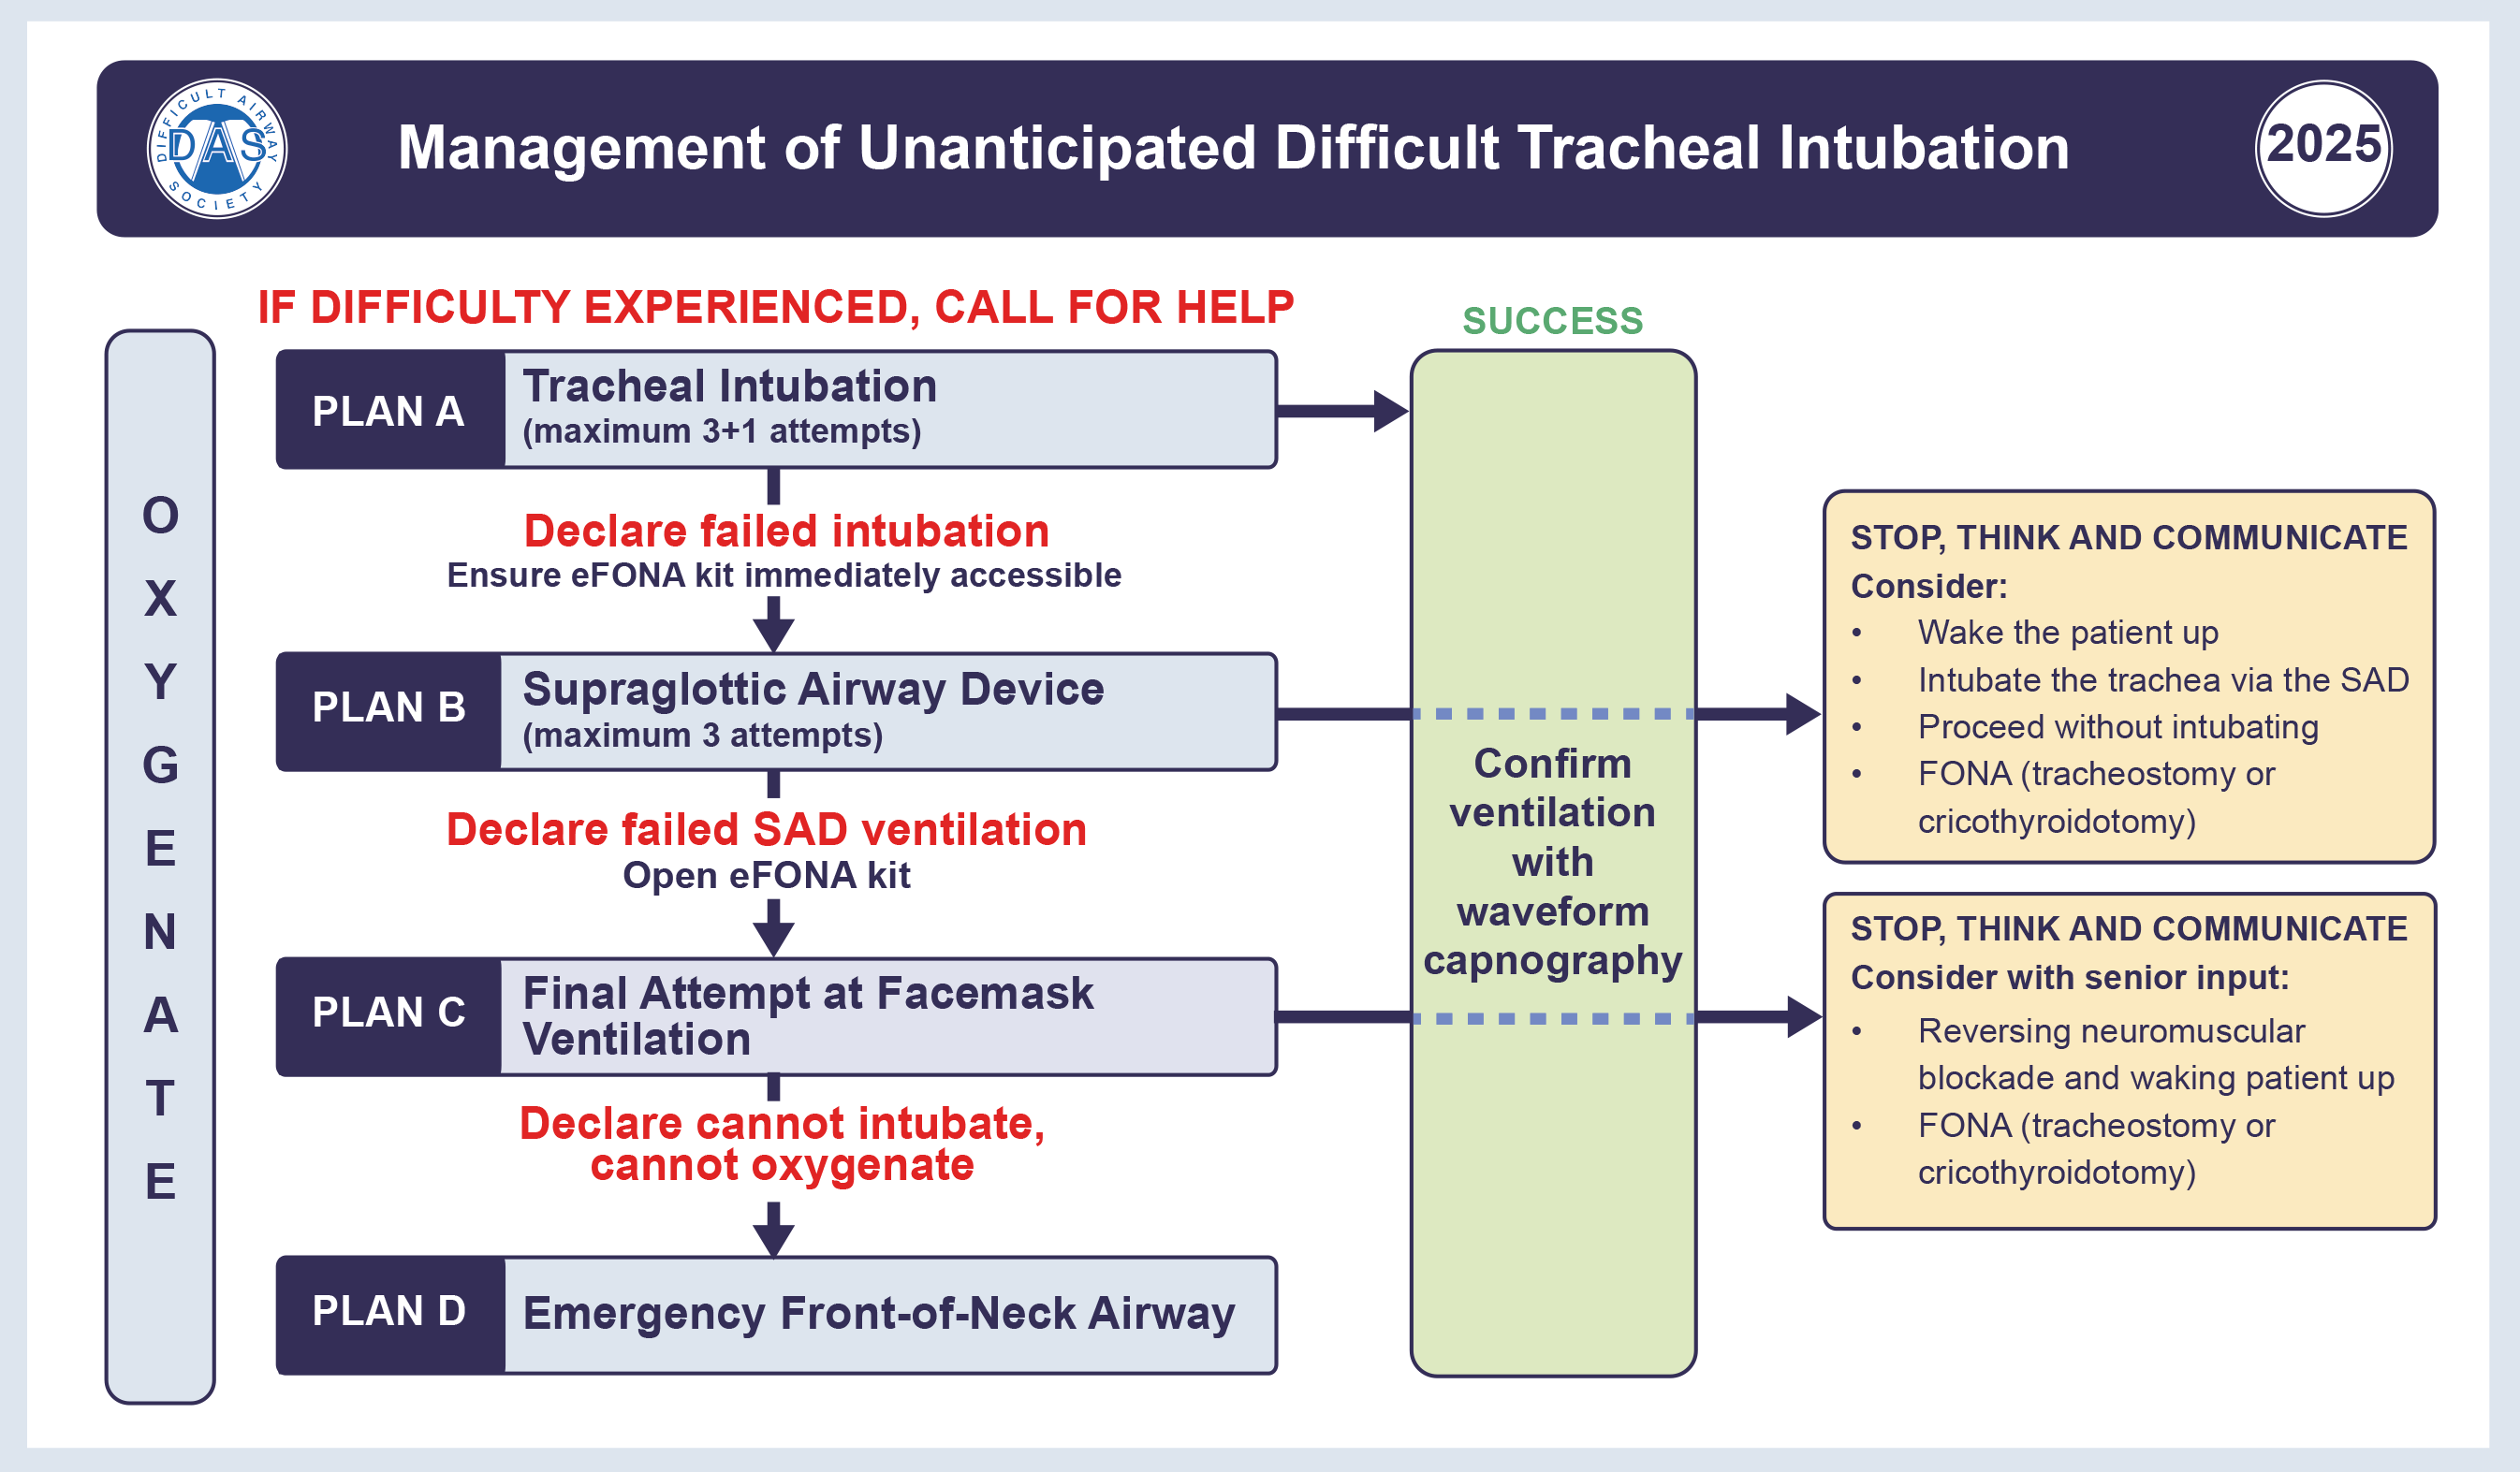 DIFFICULT AIRWAY
DAS
SOCIETY
Management of Unanticipated Difficult Tracheal Intubation
2025
IF DIFFICULTY EXPERIENCED, CALL FOR HELP
SUCCESS
OXYGENATE
PLAN A
Tracheal Intubation
(maximum 3+1 attempts)
Declare failed intubation
Ensure eFONA kit immediately accessible
PLAN B
Supraglottic Airway Device
(maximum 3 attempts)
Declare failed SAD ventilation
Open eFONA kit
PLAN C
Final Attempt at Facemask
Ventilation
Declare cannot intubate,
cannot oxygenate
PLAN D
Emergency Front-of-Neck Airway
Confirm
ventilation
with
waveform
capnography
STOP, THINK AND COMMUNICATE
Consider:
• Wake the patient up
• Intubate the trachea via the SAD
• Proceed without intubating
• FONA (tracheostomy or
cricothyroidotomy)
STOP, THINK AND COMMUNICATE
Consider with senior input:
• Reversing neuromuscular
blockade and waking patient up
• FONA (tracheostomy or
cricothyroidotomy)